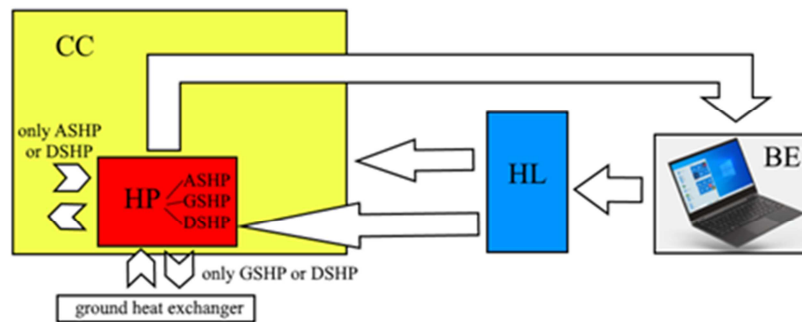 CC
only ASHP
or DSHP
HP
ASHP
GSHP
DSHP
HL
BE
only GSHP or DSHP
ground heat exchanger